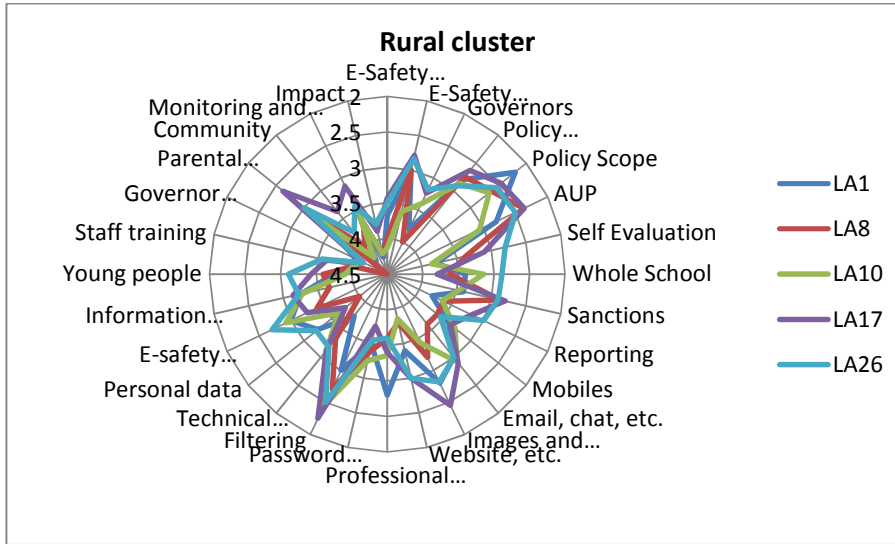 Rural cluster
E-Safety...
E-Safety...
Governors
Policy...
Policy Scope
AUP
Self Evaluation
Whole School
Sanctions
Reporting
Mobiles
Email, chat, etc.
Images and...
Website, etc.
Professional...
Password...
Filtering
Technical...
Personal data
E-safety...
Information...
Young people
Staff training
Governor...
Parental...
Community
Monitoring and...
Impact
2
2.5
3
3.5
4
4.5
LA1
LA8
LA10
LA17
LA26